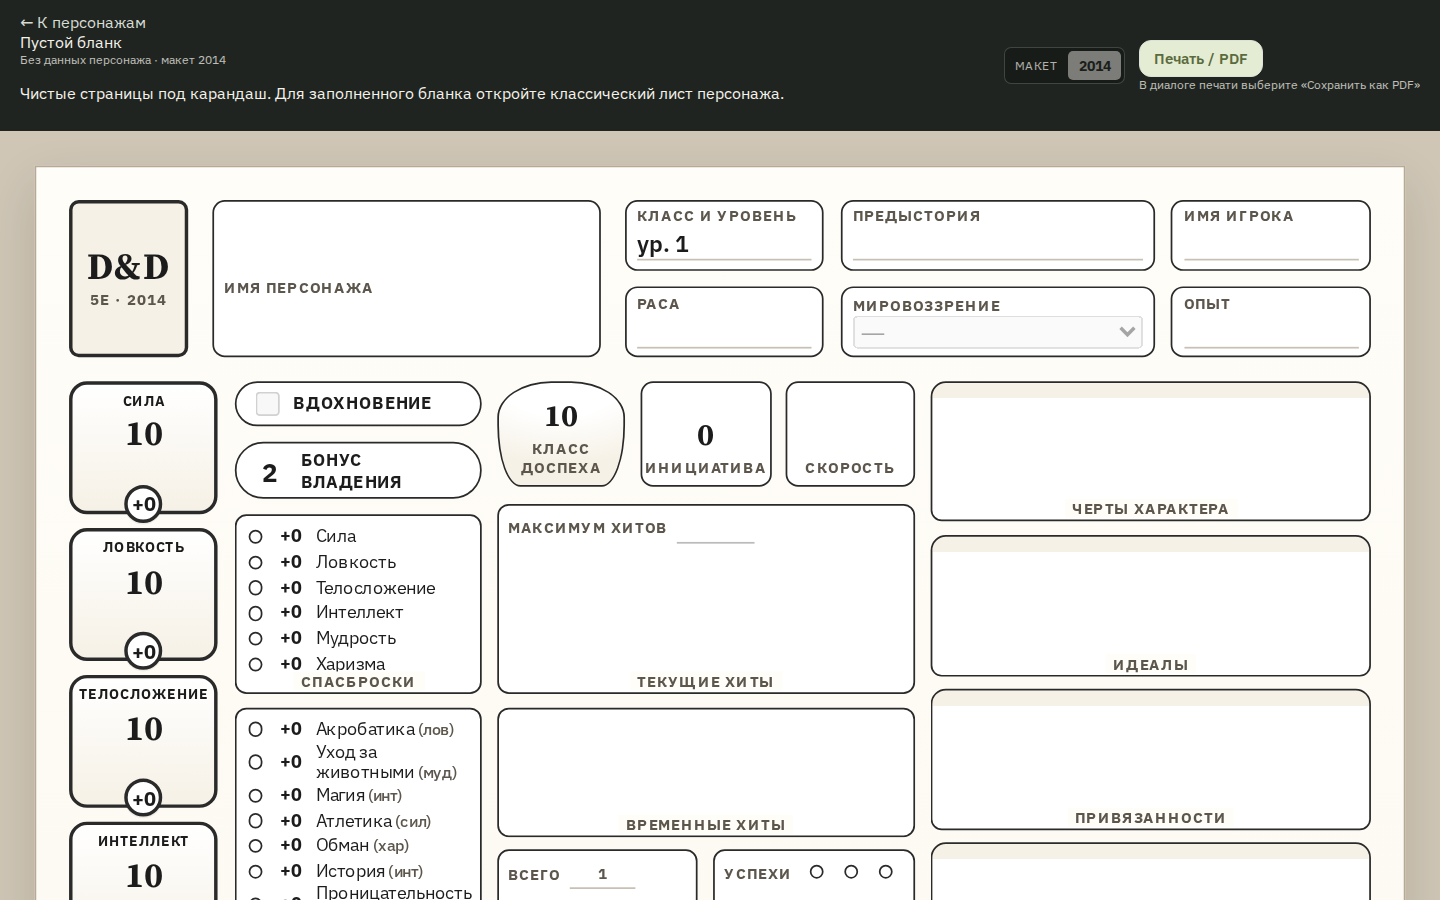 ← К персонажам
Пустой бланк
Без данных персонажа · макет 2014
Чистые страницы под карандаш. Для заполненного бланка откройте классический лист персонажа.
МАКЕТ 2014
Печать / PDF
В диалоге печати выберите «Сохранить как PDF»
D&D
5E · 2014
ИМЯ ПЕРСОНАЖА
КЛАСС И УРОВЕНЬ
ур. 1
ПРЕДЫСТОРИЯ
ИМЯ ИГРОКА
РАСА
МИРОВОЗЗРЕНИЕ
—
ОПЫТ
СИЛА
10
+0
ЛОВКОСТЬ
10
+0
ТЕЛОСЛОЖЕНИЕ
10
+0
ИНТЕЛЛЕКТ
10
ВДОХНОВЕНИЕ
2 БОНУС
ВЛАДЕНИЯ
+0 Сила
+0 Ловкость
+0 Телосложение
+0 Интеллект
+0 Мудрость
+0 Харизма
СПАСБРОСКИ
+0 Акробатика (лов)
+0 Уход за
животными (муд)
+0 Магия (инт)
+0 Атлетика (сил)
+0 Обман (хар)
+0 История (инт)
Проницательность
10
КЛАСС
ДОСПЕХА
0
ИНИЦИАТИВА
СКОРОСТЬ
МАКСИМУМ ХИТОВ
ТЕКУЩИЕ ХИТЫ
ВРЕМЕННЫЕ ХИТЫ
ВСЕГО 1
УСПЕХИ
ЧЕРТЫ ХАРАКТЕРА
ИДЕАЛЫ
ПРИВЯЗАННОСТИ